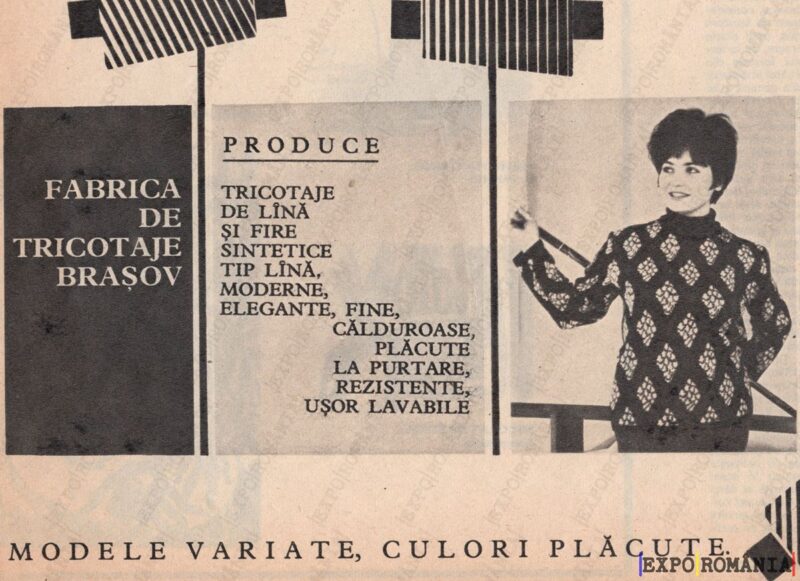 FABRICA
DE
TRICOTAJE
BRAȘOV
PRODUCE
TRICOTAJE
DE LÎNĂ
ȘI FIRE
SINTETICE
TIP LÎNĂ,
MODERNE,
ELEGANTE, FINE,
CĂLDUROASE,
PLĂCUTE
LA PURTARE,
REZISTENTE,
UȘOR LAVABILE
MODELE VARIATE, CULORI PLĂCUTE.
EXPO ROMANIA